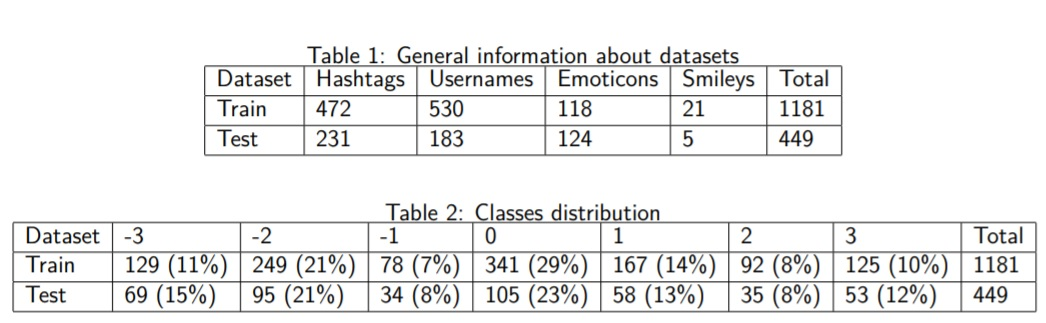 Table 1: General information about datasets
Dataset Hashtags Usernames Emoticons Smileys Total
Train 472 530 118 21 1181
Test 231 183 124 5 449
Table 2: Classes distribution
Dataset -3 -2 -1 0 1 2 3 Total
Train 129 (11%) 249 (21%) 78 (7%) 341 (29%) 167 (14%) 92 (8%) 125 (10%) 1181
Test 69 (15%) 95 (21%) 34 (8%) 105 (23%) 58 (13%) 35 (8%) 53 (12%) 449